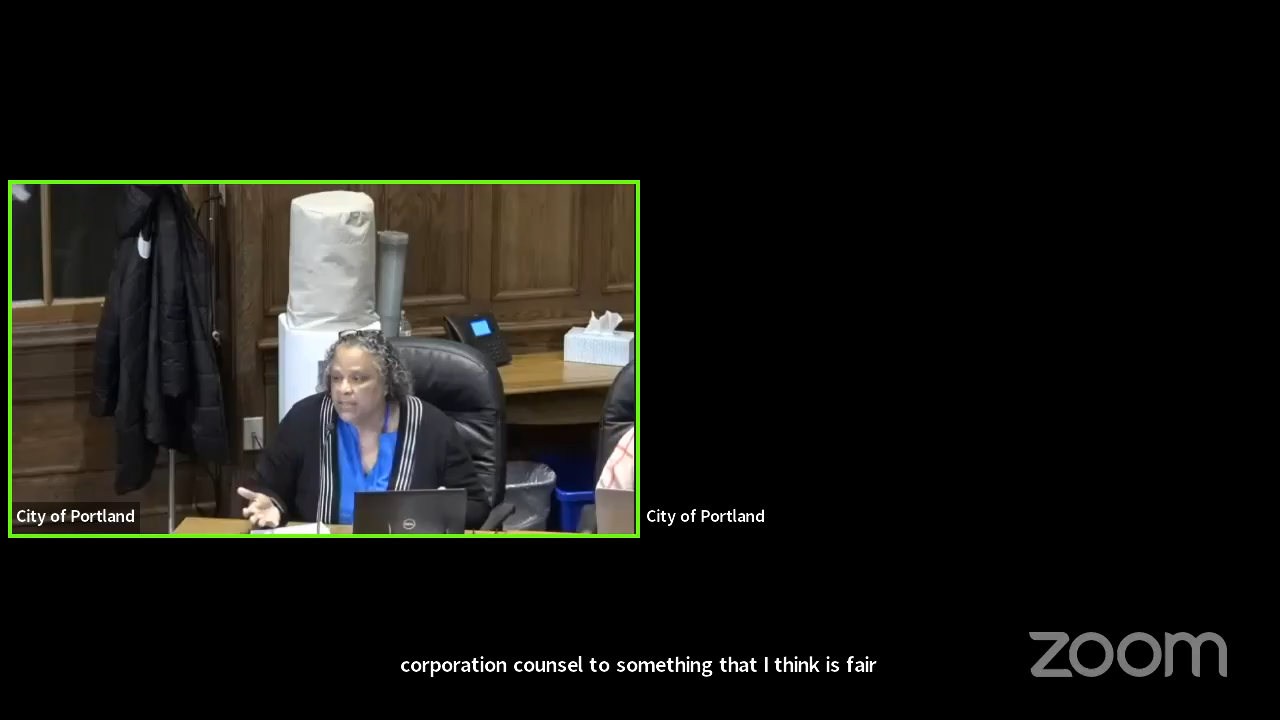 City of Portland
City of Portland
corporation counsel to something that I think is fair
zoom